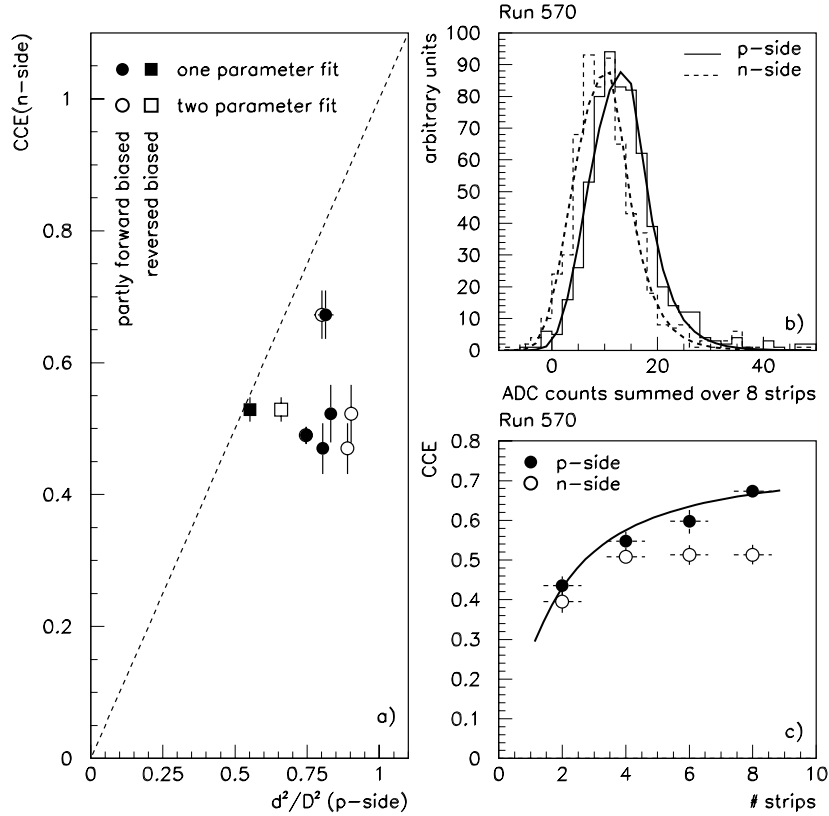 CCE(n-side)
1
0.8
0.6
0.4
0.2
0
0 0.25 0.5 0.75 1
d²/D² (p-side)
one parameter fit
two parameter fit
partly forward biased
reversed biased
a)
Run 570
arbitrary units
100
90
80
70
60
50
40
30
20
10
0
0 20 40
ADC counts summed over 8 strips
p-side
n-side
b)
Run 570
CCE
0.8
0.7
0.6
0.5
0.4
0.3
0.2
0.1
0
0 2 4 6 8 10
# strips
p-side
n-side
c)